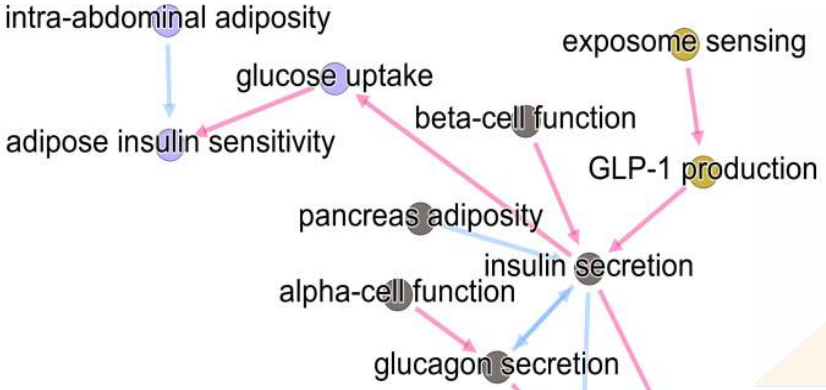 intra-abdominal adiposity
exposome sensing
glucose uptake
beta-cell function
adipose insulin sensitivity
GLP-1 production
pancreas adiposity
insulin secretion
alpha-cell function
glucagon secretion